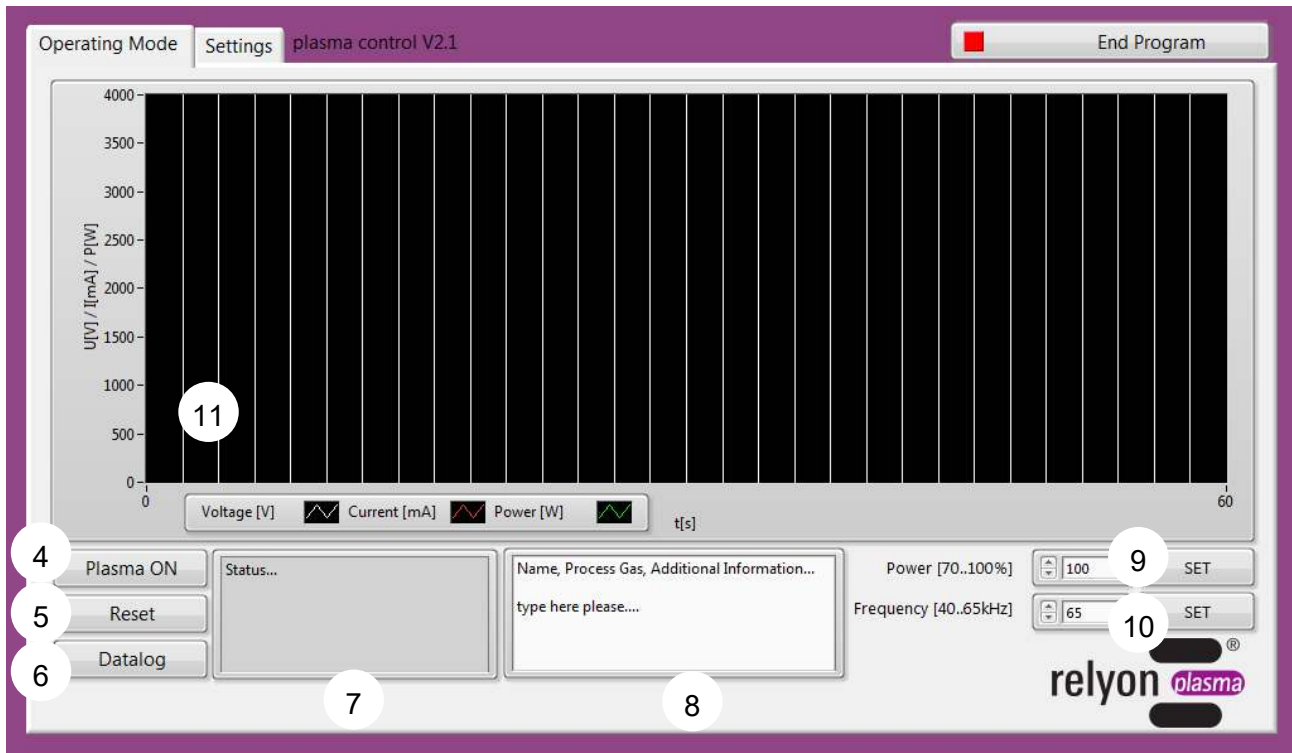 Operating Mode
Settings
plasma control V2.1
End Program
4000
3500
3000
2500
2000
1500
1000
500
0
U[V] / I[mA] / P[W]
11
0
60
Voltage [V]
Current [mA]
Power [W]
t[s]
4
Plasma ON
5
Reset
6
Datalog
Status...
7
Name, Process Gas, Additional Information...
type here please....
8
Power [70..100%]
100
9
SET
Frequency [40..65kHz]
65
10
SET
relyon plasma
®